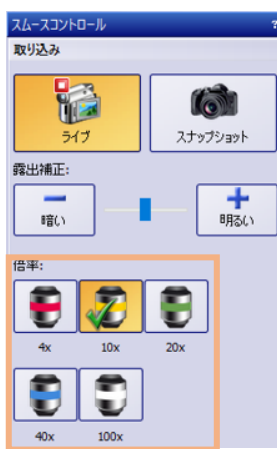 スムースコントロール ?
取り込み
ライブ スナップショット
露出補正:
暗い 明るい
倍率:
4x 10x 20x
40x 100x